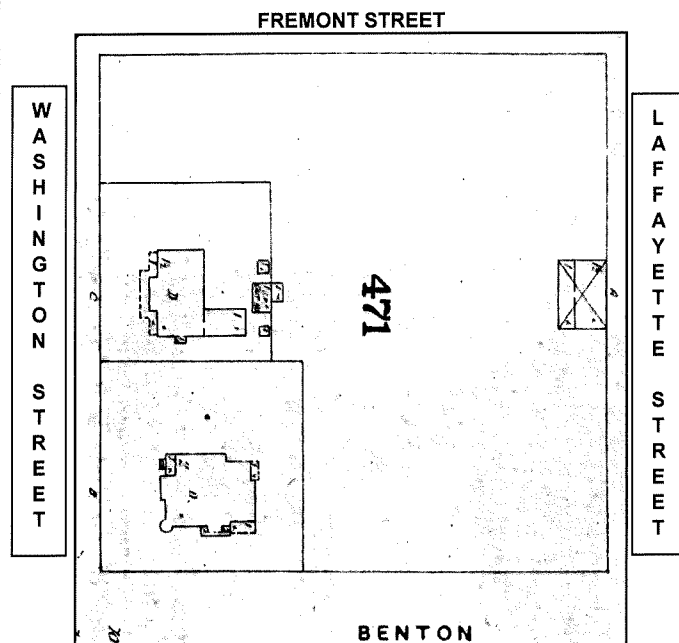 FREMONT STREET
WASHINGTON STREET
LAFFAYETTE STREET
471
D
D.
BENTON